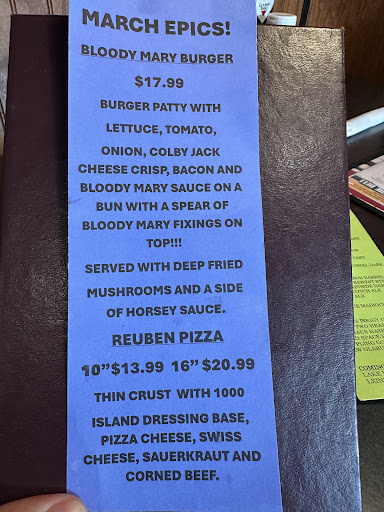 MARCH EPICS!
BLOODY MARY BURGER
$17.99
BURGER PATTY WITH
LETTUCE, TOMATO,
ONION, COLBY JACK
CHEESE CRISP, BACON AND
BLOODY MARY SAUCE ON A
BUN WITH A SPEAR OF
BLOODY MARY FIXINGS ON
TOP!!!
SERVED WITH DEEP FRIED
MUSHROOMS AND A SIDE
OF HORSEY SAUCE.
REUBEN PIZZA
10"$13.99 16" $20.99
THIN CRUST WITH 1000
ISLAND DRESSING BASE,
PIZZA CHEESE, SWISS
CHEESE, SAUERKRAUT AND
CORNED BEEF.
ALE
COMING
LAKE